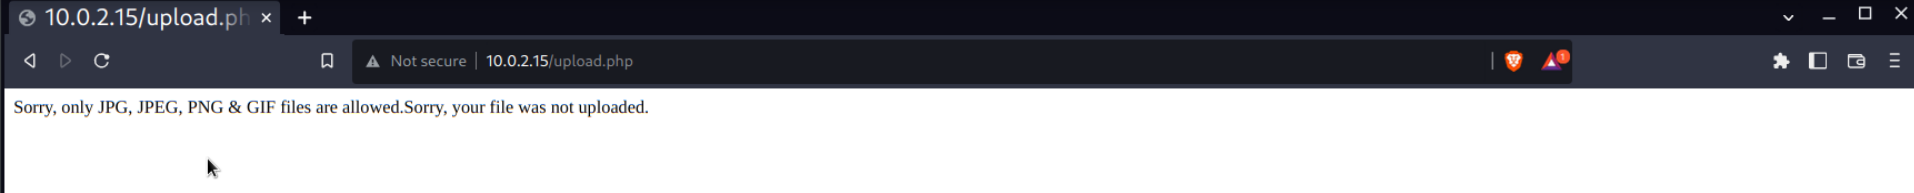 10.0.2.15/upload.ph
Not secure 10.0.2.15/upload.php 1
Sorry, only JPG, JPEG, PNG & GIF files are allowed.Sorry, your file was not uploaded.